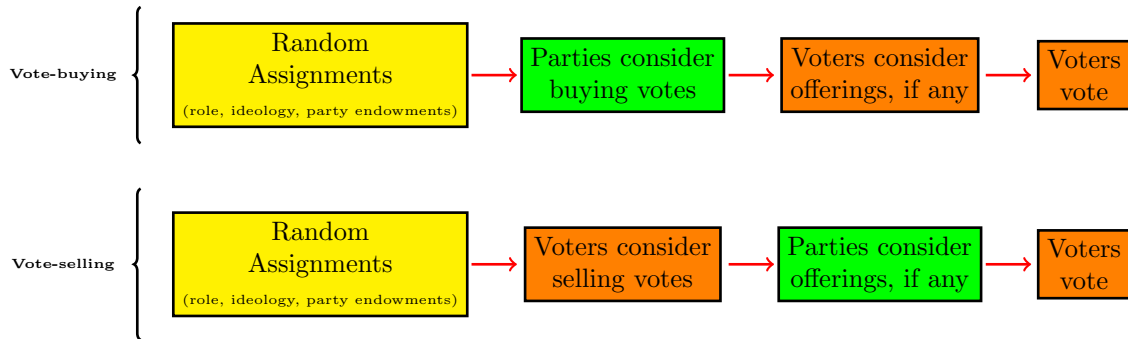 Vote-buying
Random
Assignments
(role, ideology, party endowments)
Parties consider
buying votes
Voters consider
offerings, if any
Voters
vote
Vote-selling
Random
Assignments
(role, ideology, party endowments)
Voters consider
selling votes
Parties consider
offerings, if any
Voters
vote